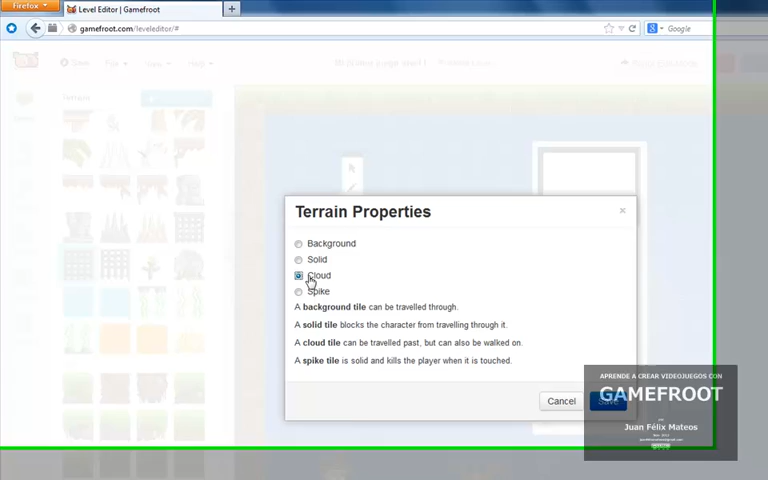 Firefox
Level Editor | Gamefroot
gamefroot.com/leveleditor/#
Google
Terrain
Terrain Properties
Background
Solid
Cloud
Spike
A background tile can be travelled through.
A solid tile blocks the character from travelling through it.
A cloud tile can be travelled past, but can also be walked on.
A spike tile is solid and kills the player when it is touched.
Cancel
Save
APRENDE A CREAR VIDEOJUEGOS CON
GAMEFROOT
por
Juan Félix Mateos